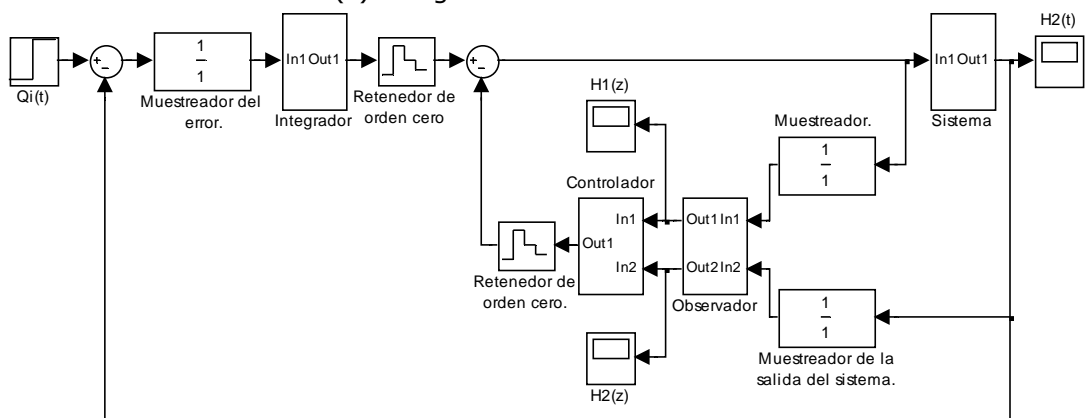 H2(t)
1
1
In1 Out1
In1 Out1
Qi(t)
Muestreador del
error.
Integrador
Retenedor de
orden cero
H1(z)
Muestreador.
Sistema
1
1
Controlador
In1
Out1 In1
Out1
In2
Out2 In2
Retenedor de
orden cero.
Observador
1
1
Muestreador de la
salida del sistema.
H2(z)